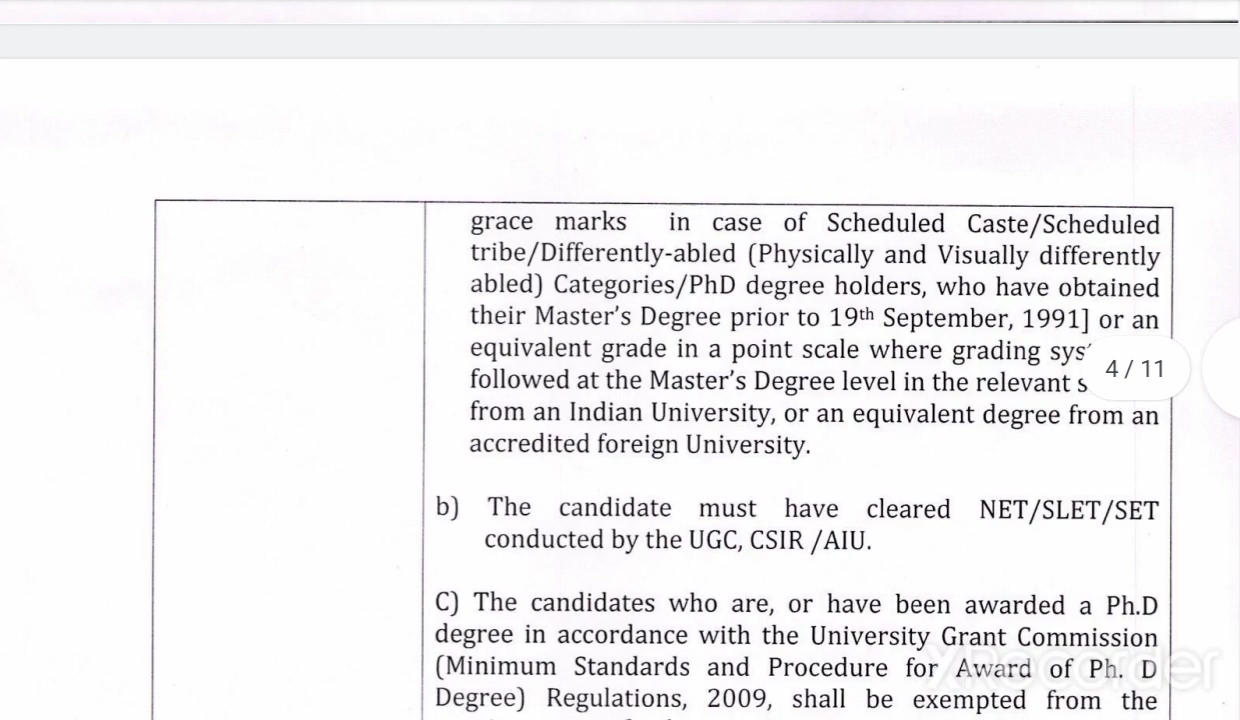 grace marks in case of Scheduled Caste/Scheduled
tribe/Differently-abled (Physically and Visually differently
abled) Categories/PhD degree holders, who have obtained
their Master's Degree prior to 19th September, 1991] or an
equivalent grade in a point scale where grading
followed at the Master's Degree level in the relevant
4 / 11
from an Indian University, or an equivalent degree from an
accredited foreign University.
b) The candidate must have cleared NET/SLET/SET
conducted by the UGC, CSIR /AIU.
C) The candidates who are, or have been awarded a Ph.D
degree in accordance with the University Grant Commission
(Minimum Standards and Procedure for Award of Ph. D
Degree) Regulations, 2009, shall be exempted from the
XRecorder